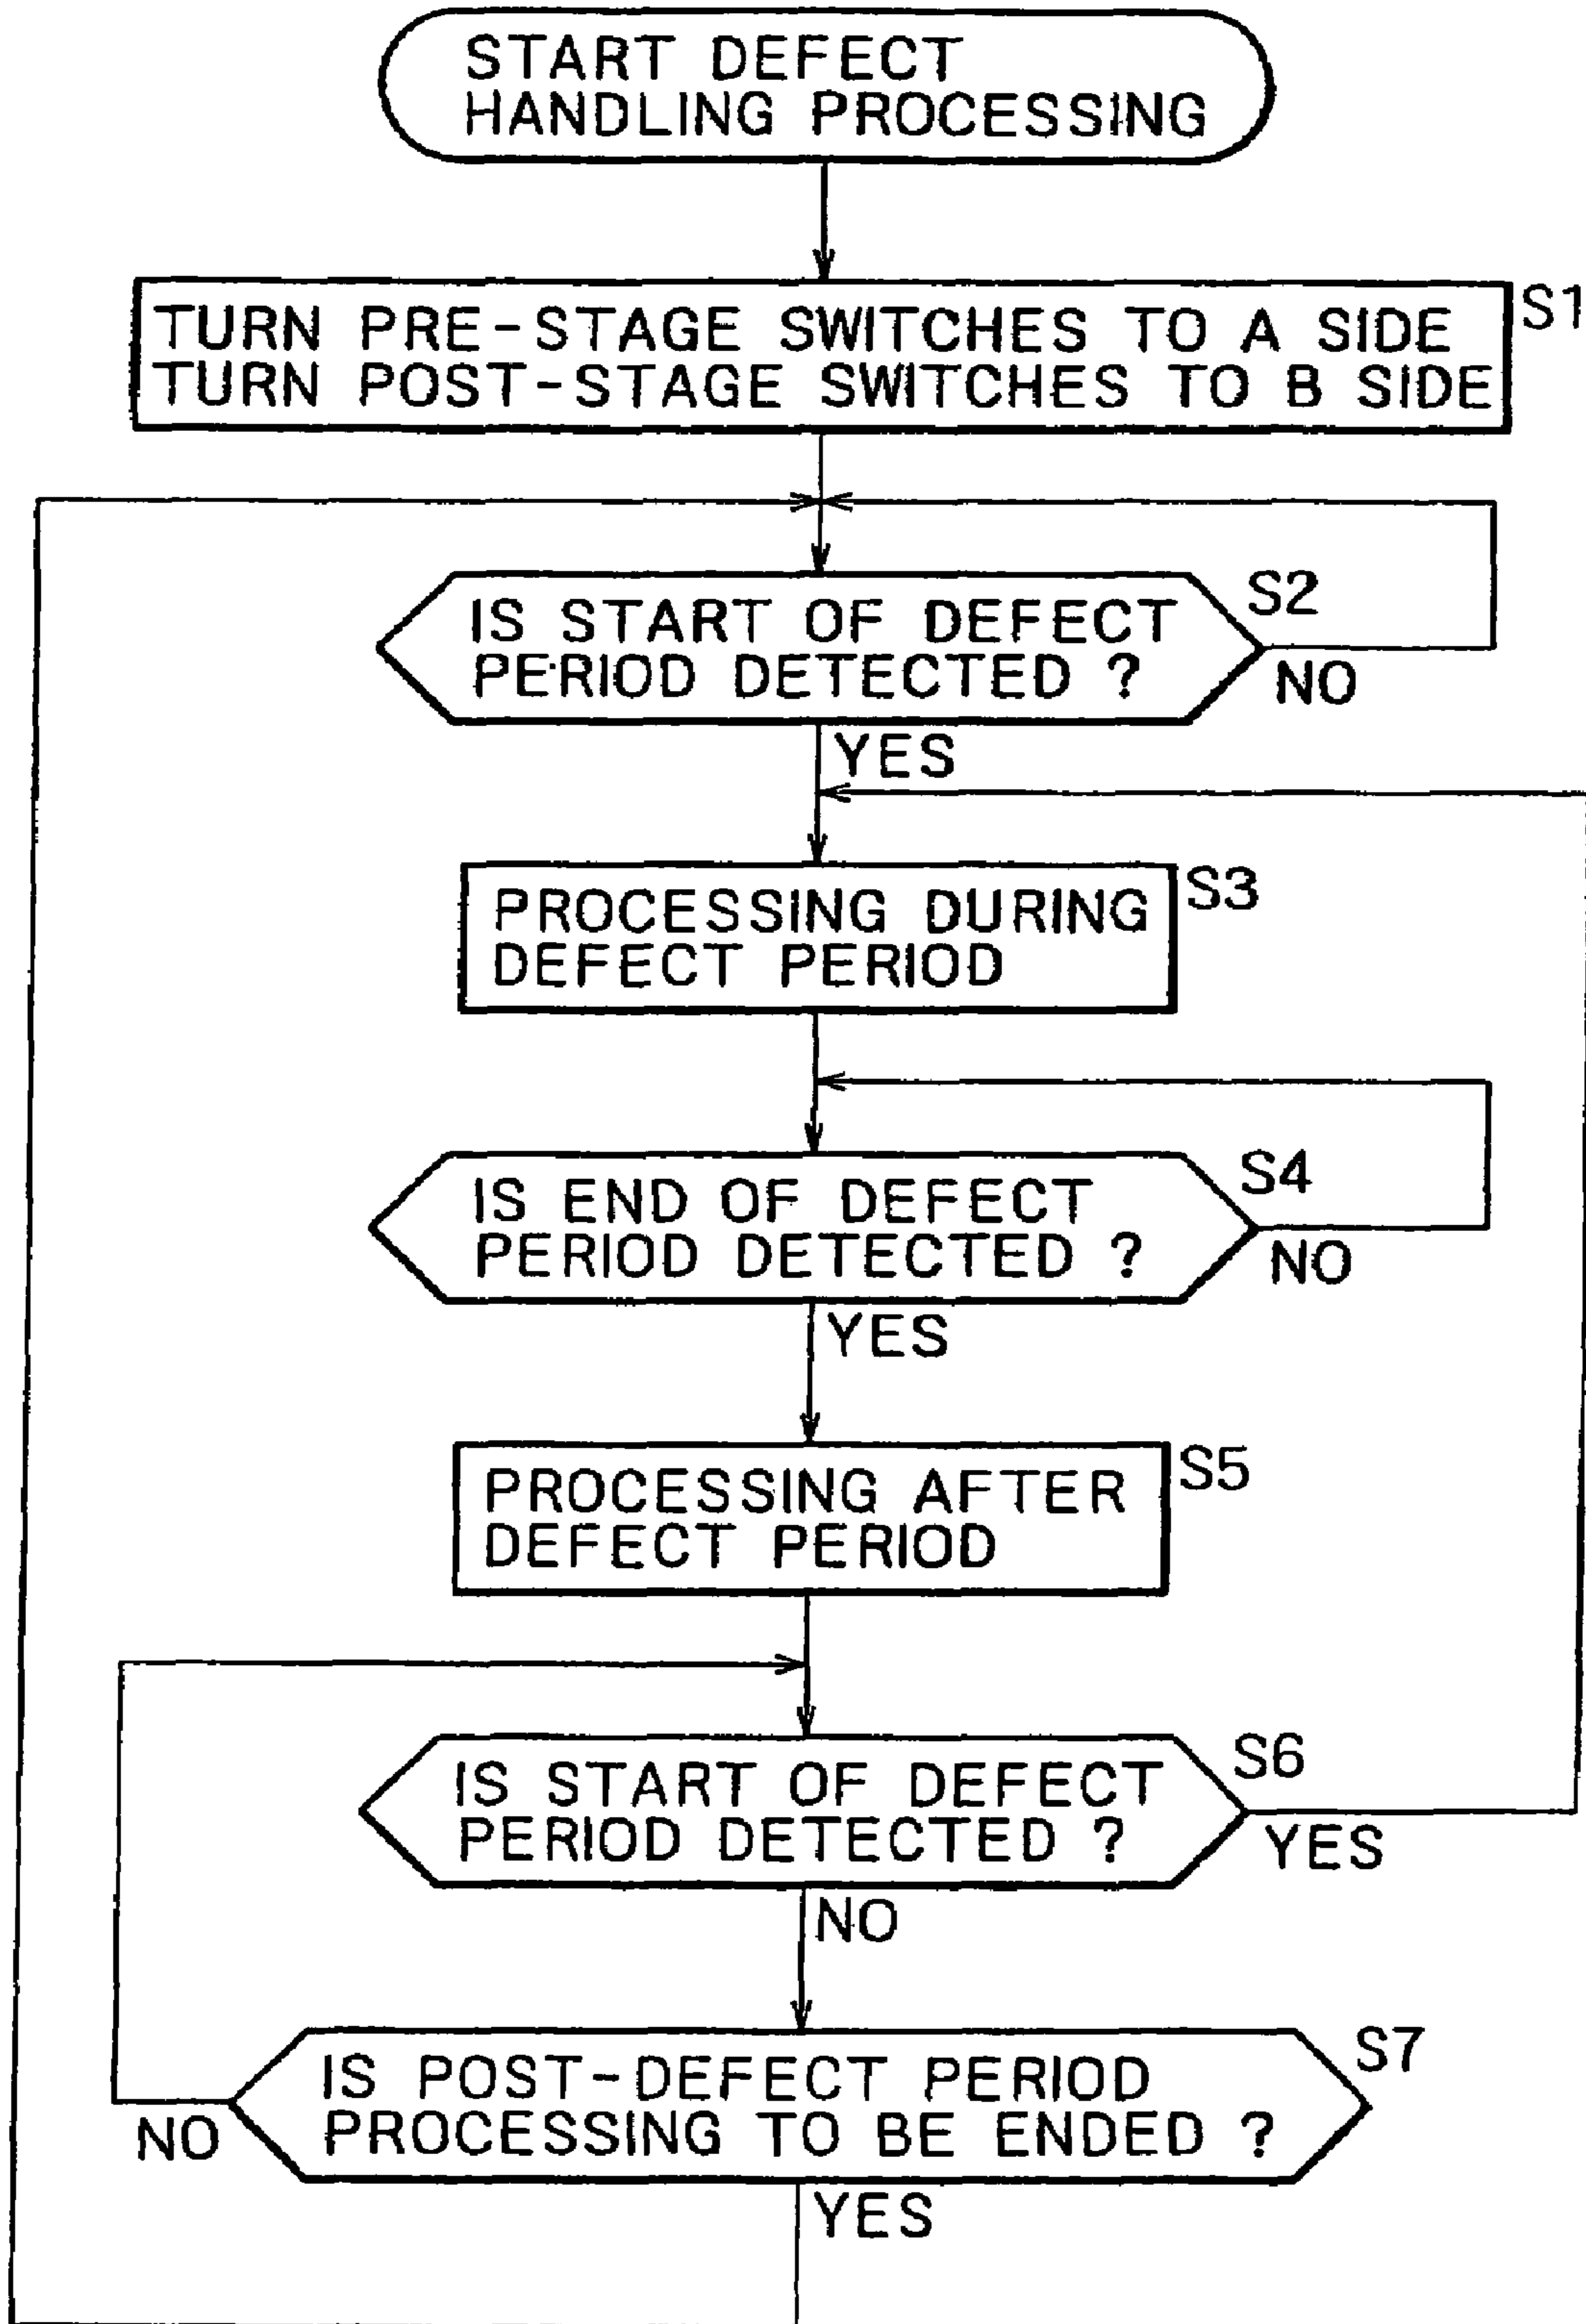 START DEFECT
HANDLING PROCESSING
TURN PRE-STAGE SWITCHES TO A SIDE
TURN POST-STAGE SWITCHES TO B SIDE
S1
IS START OF DEFECT
PERIOD DETECTED ?
S2
NO
YES
PROCESSING DURING
DEFECT PERIOD
S3
IS END OF DEFECT
PERIOD DETECTED ?
S4
NO
YES
PROCESSING AFTER
DEFECT PERIOD
S5
IS START OF DEFECT
PERIOD DETECTED ?
S6
YES
NO
IS POST-DEFECT PERIOD
PROCESSING TO BE ENDED ?
S7
NO
YES